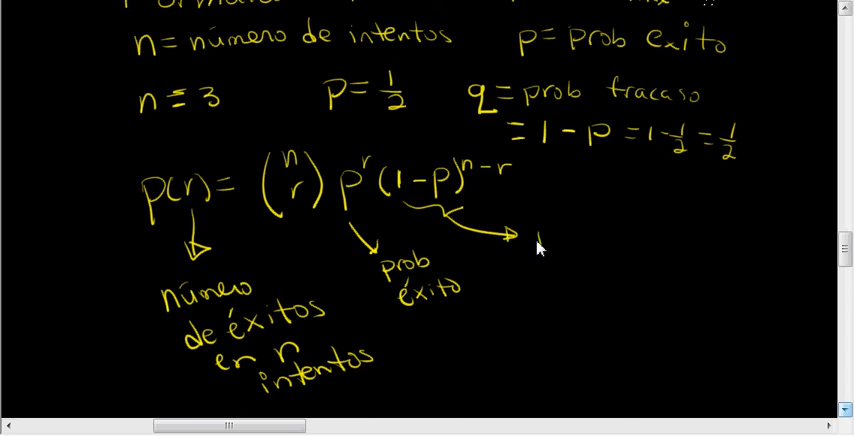 n = número de intentos
p = prob exito
n = 3
p = 1/2
q = prob fracaso
= 1 - p = 1 - 1/2 = 1/2
p(r) = (n r) p^r (1 - p)^(n - r)
prob
éxito
número
de éxitos
en r
intentos